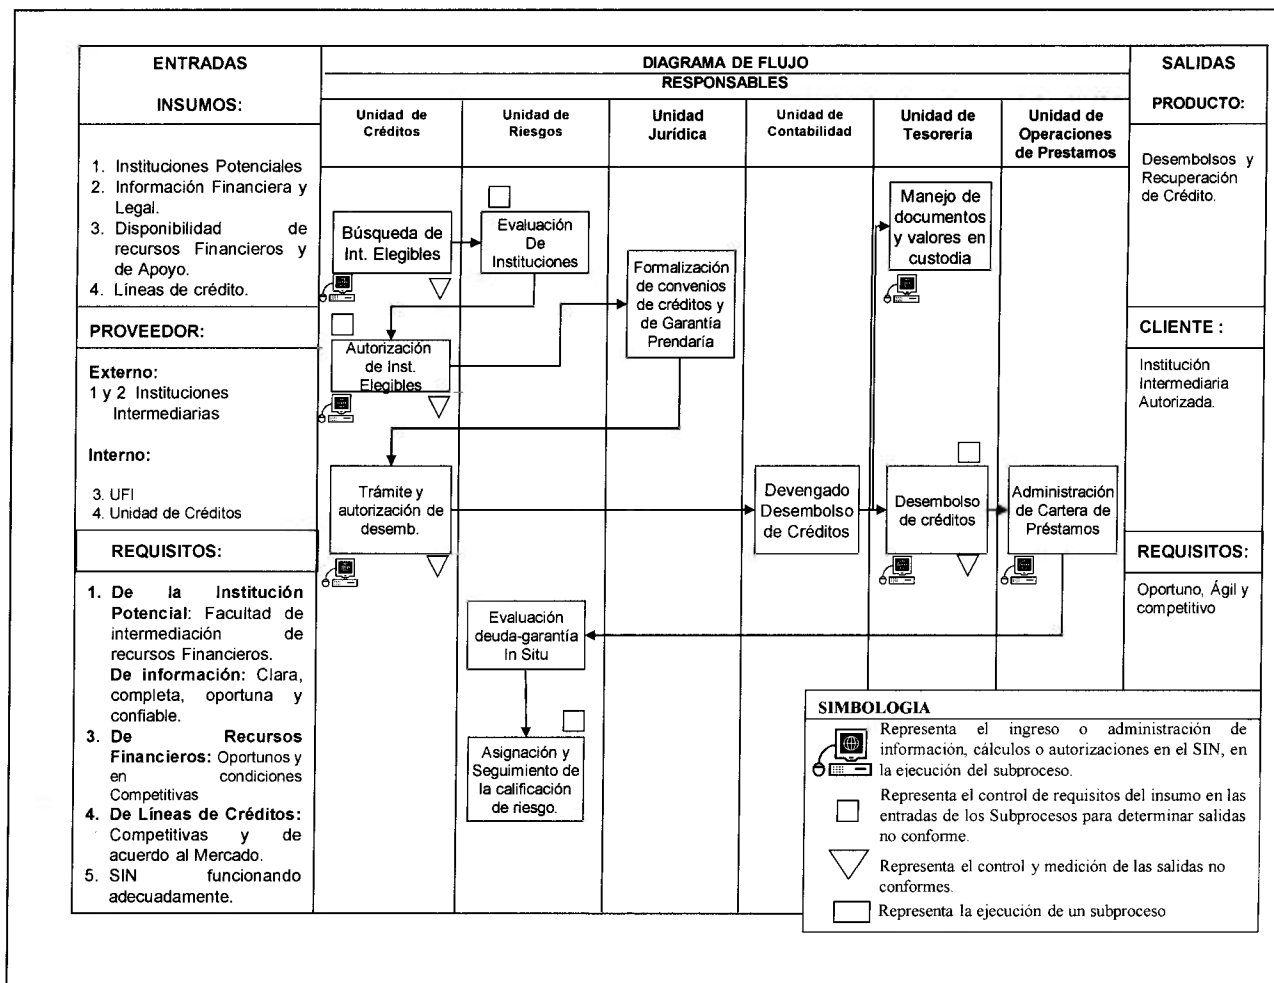 ENTRADAS
INSUMOS:
1. Instituciones Potenciales
2. Información Financiera y
Legal.
3. Disponibilidad de
recursos Financieros y
de Apoyo.
4. Líneas de crédito.
PROVEEDOR:
Externo:
1 y 2 Instituciones
Intermediarias
Interno:
3. UFI
4. Unidad de Créditos
REQUISITOS:
1. De la Institución
Potencial: Facultad de
intermediación de
recursos Financieros.
De información: Clara,
completa, oportuna y
confiable.
3. De Recursos
Financieros: Oportunos y
en condiciones
Competitivas
4. De Líneas de Créditos:
Competitivas y de
acuerdo al Mercado.
5. SIN funcionando
adecuadamente.
DIAGRAMA DE FLUJO
RESPONSABLES
Unidad de
Créditos
Unidad de
Riesgos
Unidad
Jurídica
Unidad de
Contabilidad
Unidad de
Tesorería
Unidad de
Operaciones
de Prestamos
Búsqueda de
Int. Elegibles
Evaluación
De
Instituciones
Formalización
de convenios
de créditos y
de Garantía
Prendaría
Manejo de
documentos
y valores en
custodia
Autorización
de Inst.
Elegibles
Trámite y
autorización de
desemb.
Devengado
Desembolso
de Créditos
Desembolso
de créditos
Administración
de Cartera de
Préstamos
Evaluación
deuda-garantía
In Situ
Asignación y
Seguimiento de
la calificación
de riesgo.
SALIDAS
PRODUCTO:
Desembolsos y
Recuperación
de Crédito.
CLIENTE :
Institución
Intermediaria
Autorizada.
REQUISITOS:
Oportuno, Ágil y
competitivo
SIMBOLOGIA
Representa el ingreso o administración de
información, cálculos o autorizaciones en el SIN, en
la ejecución del subproceso.
Representa el control de requisitos del insumo en las
entradas de los Subprocesos para determinar salidas
no conforme.
Representa el control y medición de las salidas no
conformes.
Representa la ejecución de un subproceso